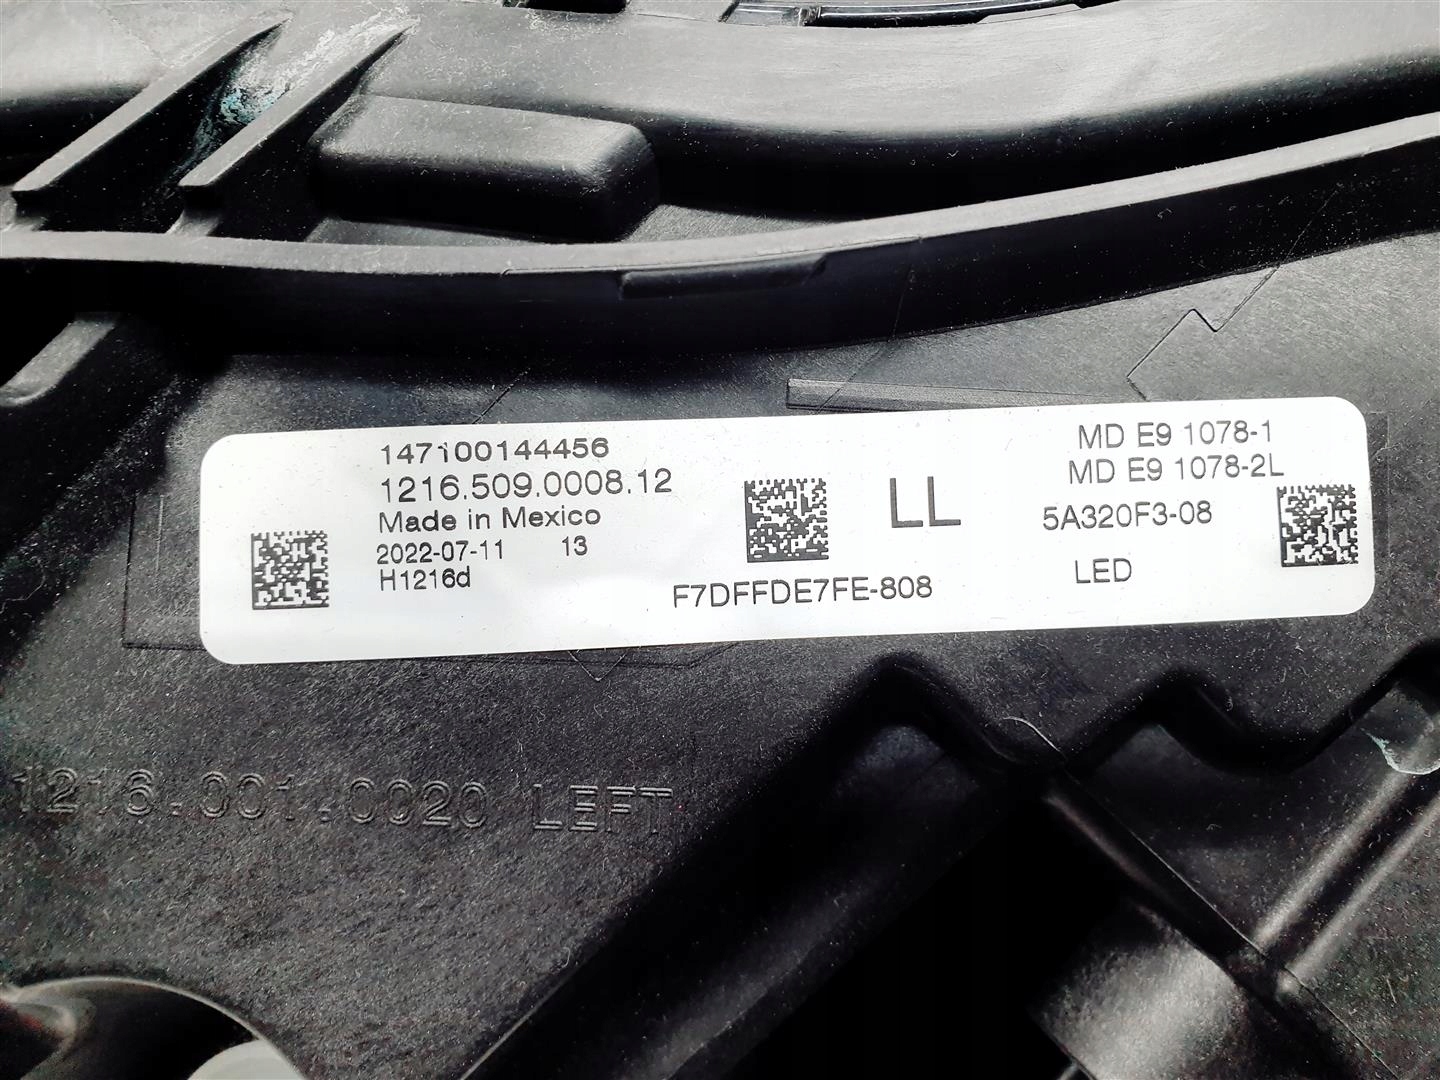 147100144456
1216.509.0008.12
Made in Mexico
2022-07-11 13
H1216d
F7DFFDE7FE-808
LL
MD E9 1078-1
MD E9 1078-2L
5A320F3-08
LED
1216.001.0020 LEFT